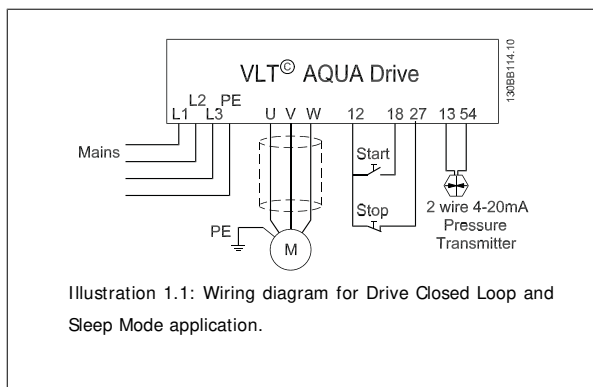 VLT© AQUA Drive
130BB114.10
L1 L2 L3 PE U V W 12 18 27 13 54
Mains
Start
Stop
2 wire 4-20mA
Pressure
Transmitter
PE
M
Illustration 1.1: Wiring diagram for Drive Closed Loop and
Sleep Mode application.